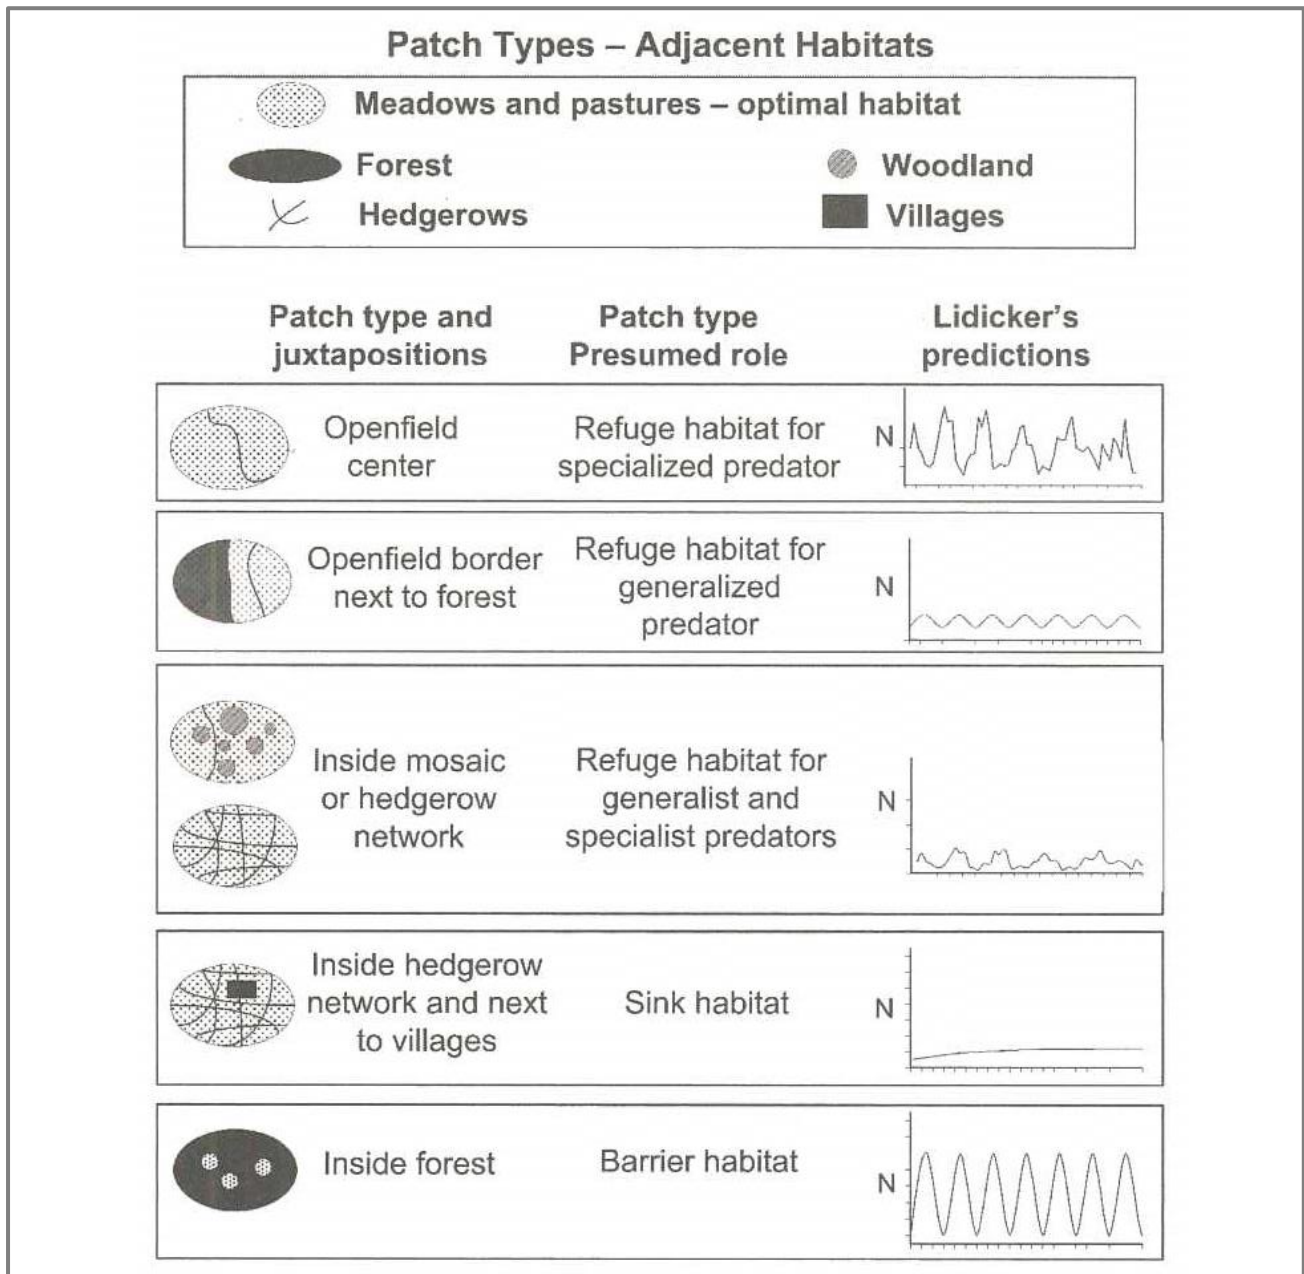 Patch Types – Adjacent Habitats
Meadows and pastures – optimal habitat
Forest
Woodland
Hedgerows
Villages
Patch type and
juxtapositions
Patch type
Presumed role
Lidicker's
predictions
Openfield
center
Refuge habitat for
specialized predator
N
Openfield border
next to forest
Refuge habitat for
generalized
predator
N
Inside mosaic
or hedgerow
network
Refuge habitat for
generalist and
specialist predators
N
Inside hedgerow
network and next
to villages
Sink habitat
N
Inside forest
Barrier habitat
N